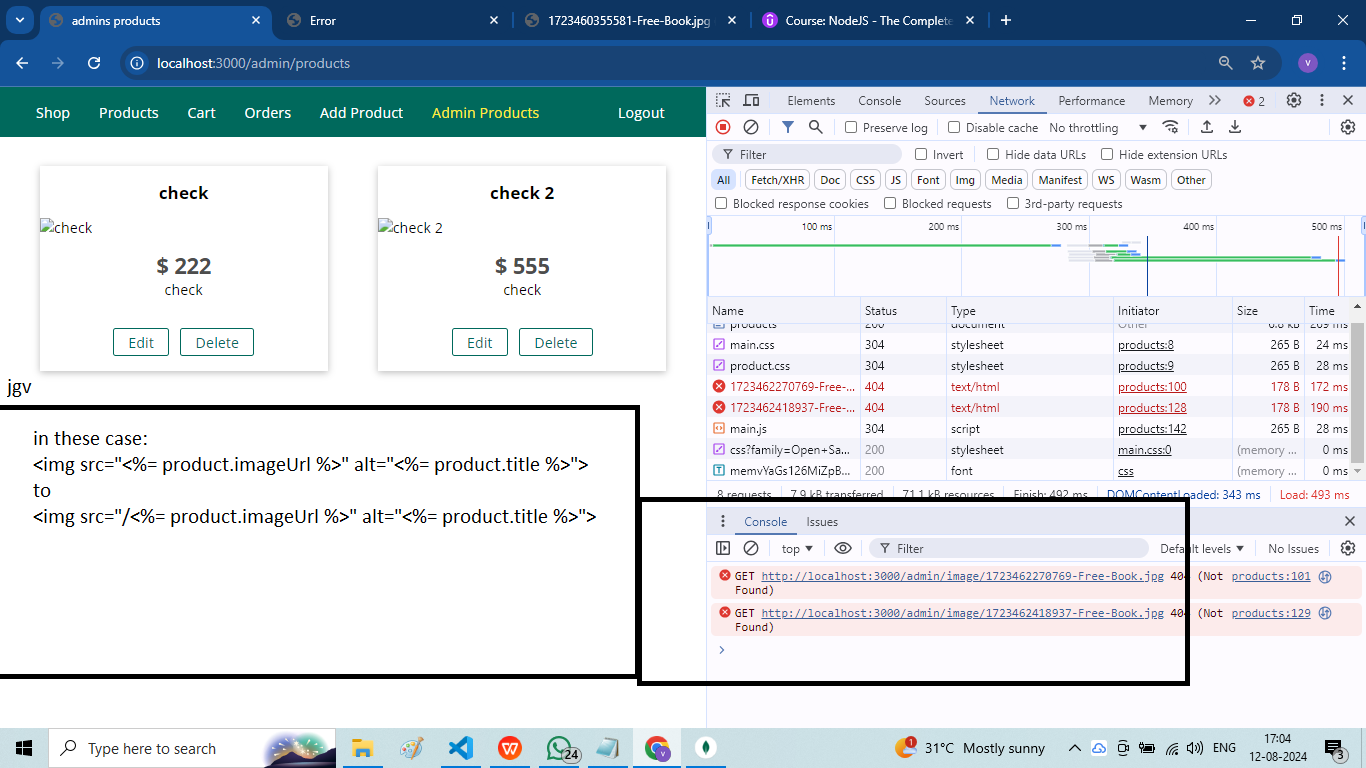 admins products
Error
1723460355581-Free-Book.jpg
Course: NodeJS - The Complete
localhost:3000/admin/products
v
Shop Products Cart Orders Add Product Admin Products Logout
check
check
$ 222
check
Edit Delete
check 2
check 2
$ 555
check
Edit Delete
jgv
in these case:
<img src="<%= product.imageUrl %>" alt="<%= product.title %>">
to
<img src="/<%= product.imageUrl %>" alt="<%= product.title %>">
Elements Console Sources Network Performance Memory 2
Preserve log Disable cache No throttling
Filter Invert Hide data URLs Hide extension URLs
All Fetch/XHR Doc CSS JS Font Img Media Manifest WS Wasm Other
Blocked response cookies Blocked requests 3rd-party requests
100 ms 200 ms 300 ms 400 ms 500 ms
Name Status Type Initiator Size Time
products 200 document Other 6.8 kB 269 ms
main.css 304 stylesheet products:8 265 B 24 ms
product.css 304 stylesheet products:9 265 B 28 ms
1723462270769-Free-... 404 text/html products:100 178 B 172 ms
1723462418937-Free-... 404 text/html products:128 178 B 190 ms
main.js 304 script products:142 265 B 28 ms
css?family=Open+Sa... 200 stylesheet main.css:0 (memory ... 0 ms
memvYaGs126MiZpB... 200 font css (memory ... 0 ms
8 requests 7.9 kB transferred 71.1 kB resources Finish: 492 ms DOMContentLoaded: 343 ms Load: 493 ms
Console Issues
top Filter Default levels No Issues
GET http://localhost:3000/admin/image/1723462270769-Free-Book.jpg 404 (Not products:101
Found)
GET http://localhost:3000/admin/image/1723462418937-Free-Book.jpg 404 (Not products:129
Found)
Type here to search
24
v
1
31°C Mostly sunny
ENG
17:04
12-08-2024
3